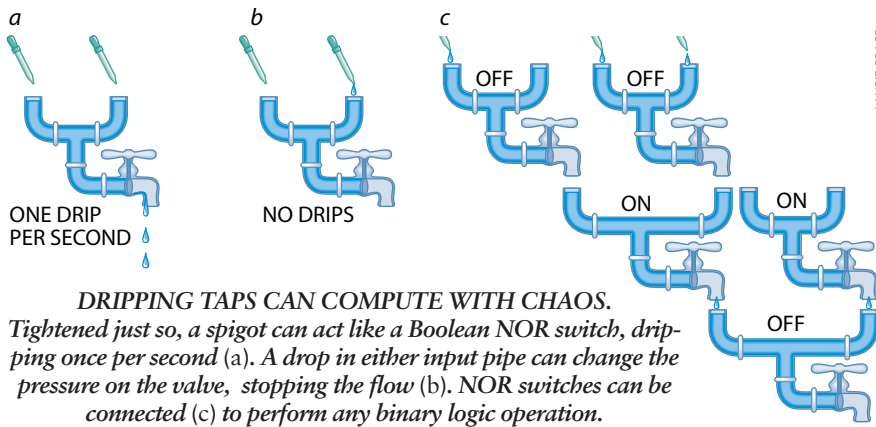 a
b
c
OFF
OFF
ONE DRIP
PER SECOND
NO DRIPS
ON
ON
OFF
DRIPPING TAPS CAN COMPUTE WITH CHAOS.
Tightened just so, a spigot can act like a Boolean NOR switch, drip-
ping once per second (a). A drop in either input pipe can change the
pressure on the valve, stopping the flow (b). NOR switches can be
connected (c) to perform any binary logic operation.